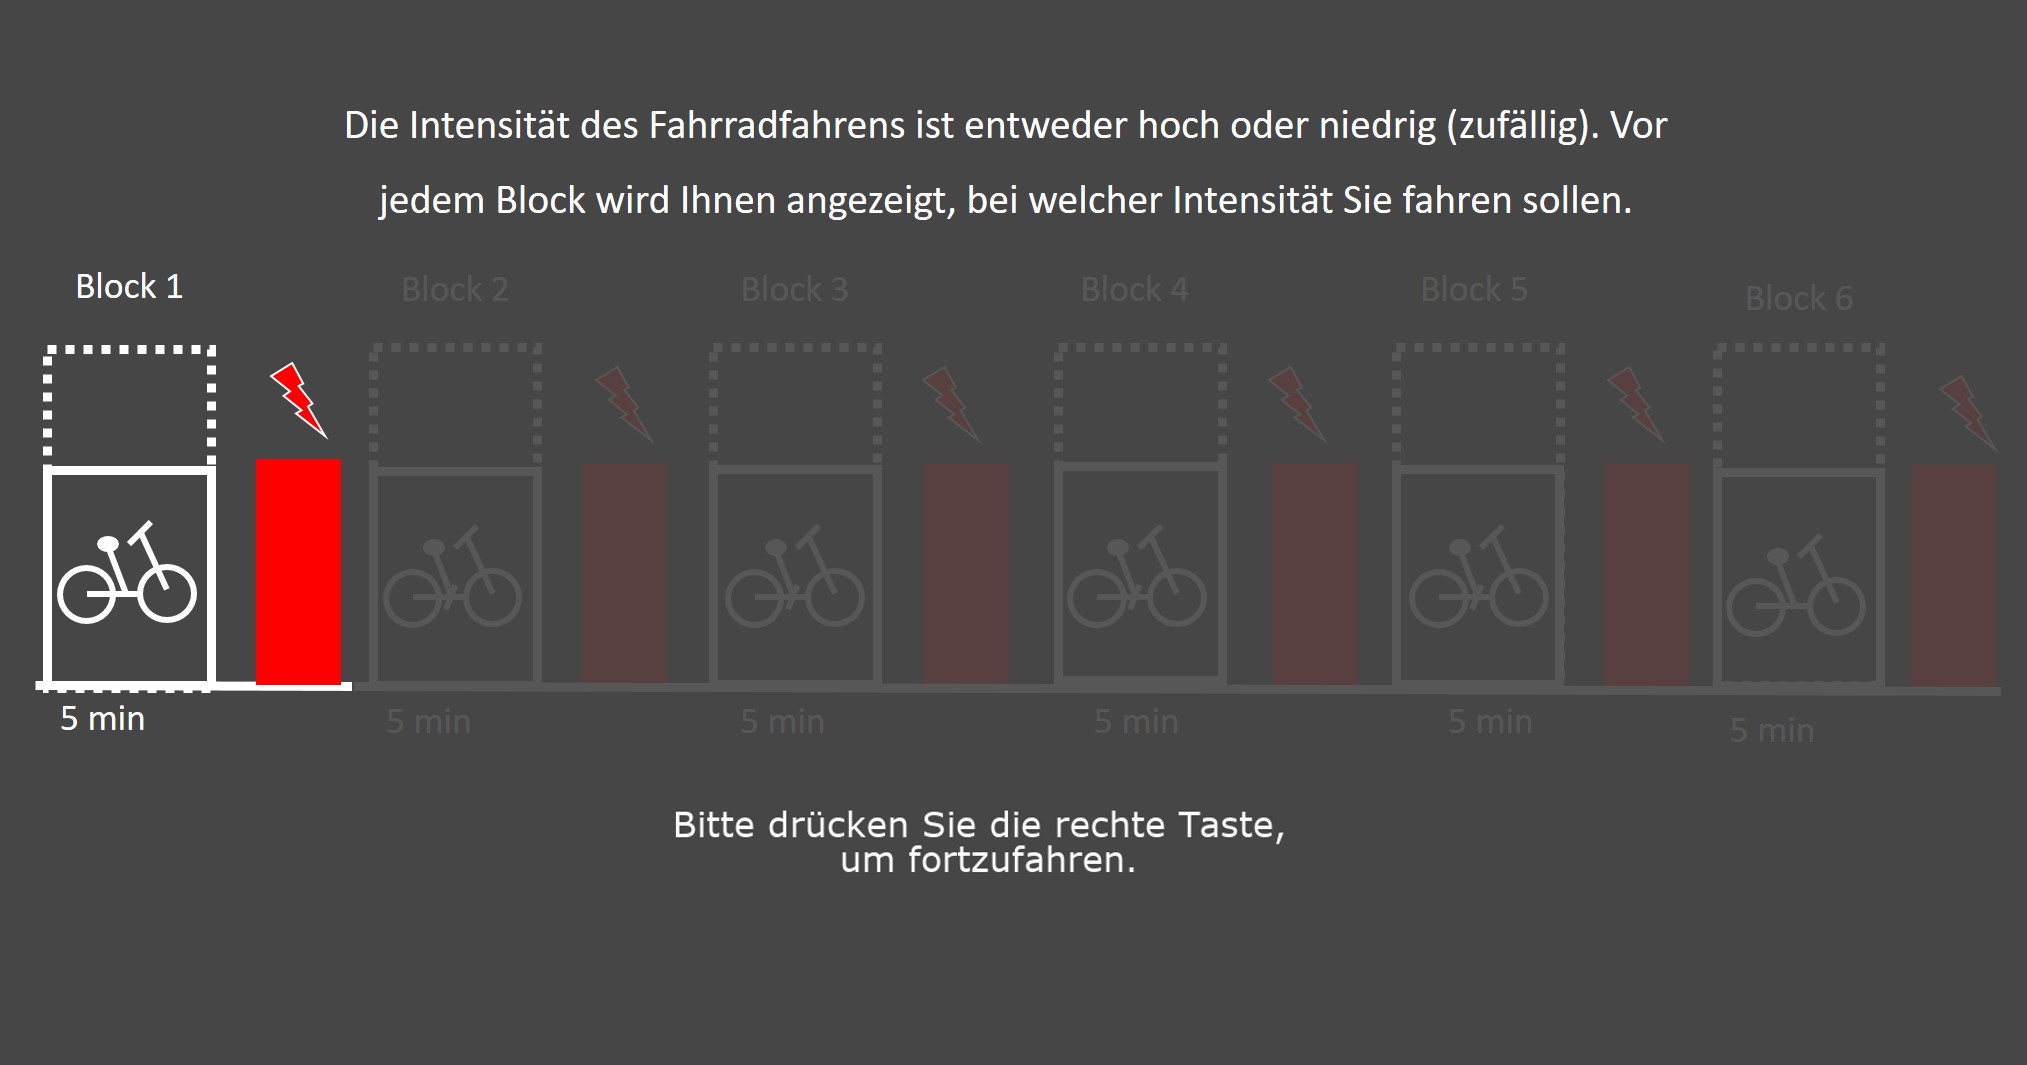 Die Intensität des Fahrradfahrens ist entweder hoch oder niedrig (zufällig). Vor
jedem Block wird Ihnen angezeigt, bei welcher Intensität Sie fahren sollen.
Block 1
Block 2
Block 3
Block 4
Block 5
Block 6
5 min
5 min
5 min
5 min
5 min
5 min
Bitte drücken Sie die rechte Taste,
um fortzufahren.